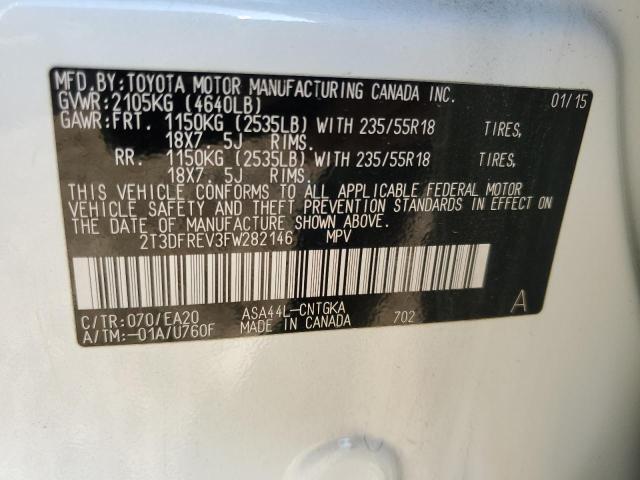 MFD. BY: TOYOTA MOTOR MANUFACTURING CANADA INC. 01/15
GVWR: 2105KG (4640LB)
GAWR: FRT. 1150KG (2535LB) WITH 235/55R18 TIRES,
18X7. 5J RIMS.
RR. 1150KG (2535LB) WITH 235/55R18 TIRES,
18X7. 5J RIMS.
THIS VEHICLE CONFORMS TO ALL APPLICABLE FEDERAL MOTOR
VEHICLE SAFETY AND THEFT PREVENTION STANDARDS IN EFFECT ON
THE DATE OF MANUFACTURE SHOWN ABOVE.
2T3DFREV3FW282146 MPV
C/TR: 070/EA20 ASA44L-CNTGKA A
A/TM: -01A/U760F MADE IN CANADA 702